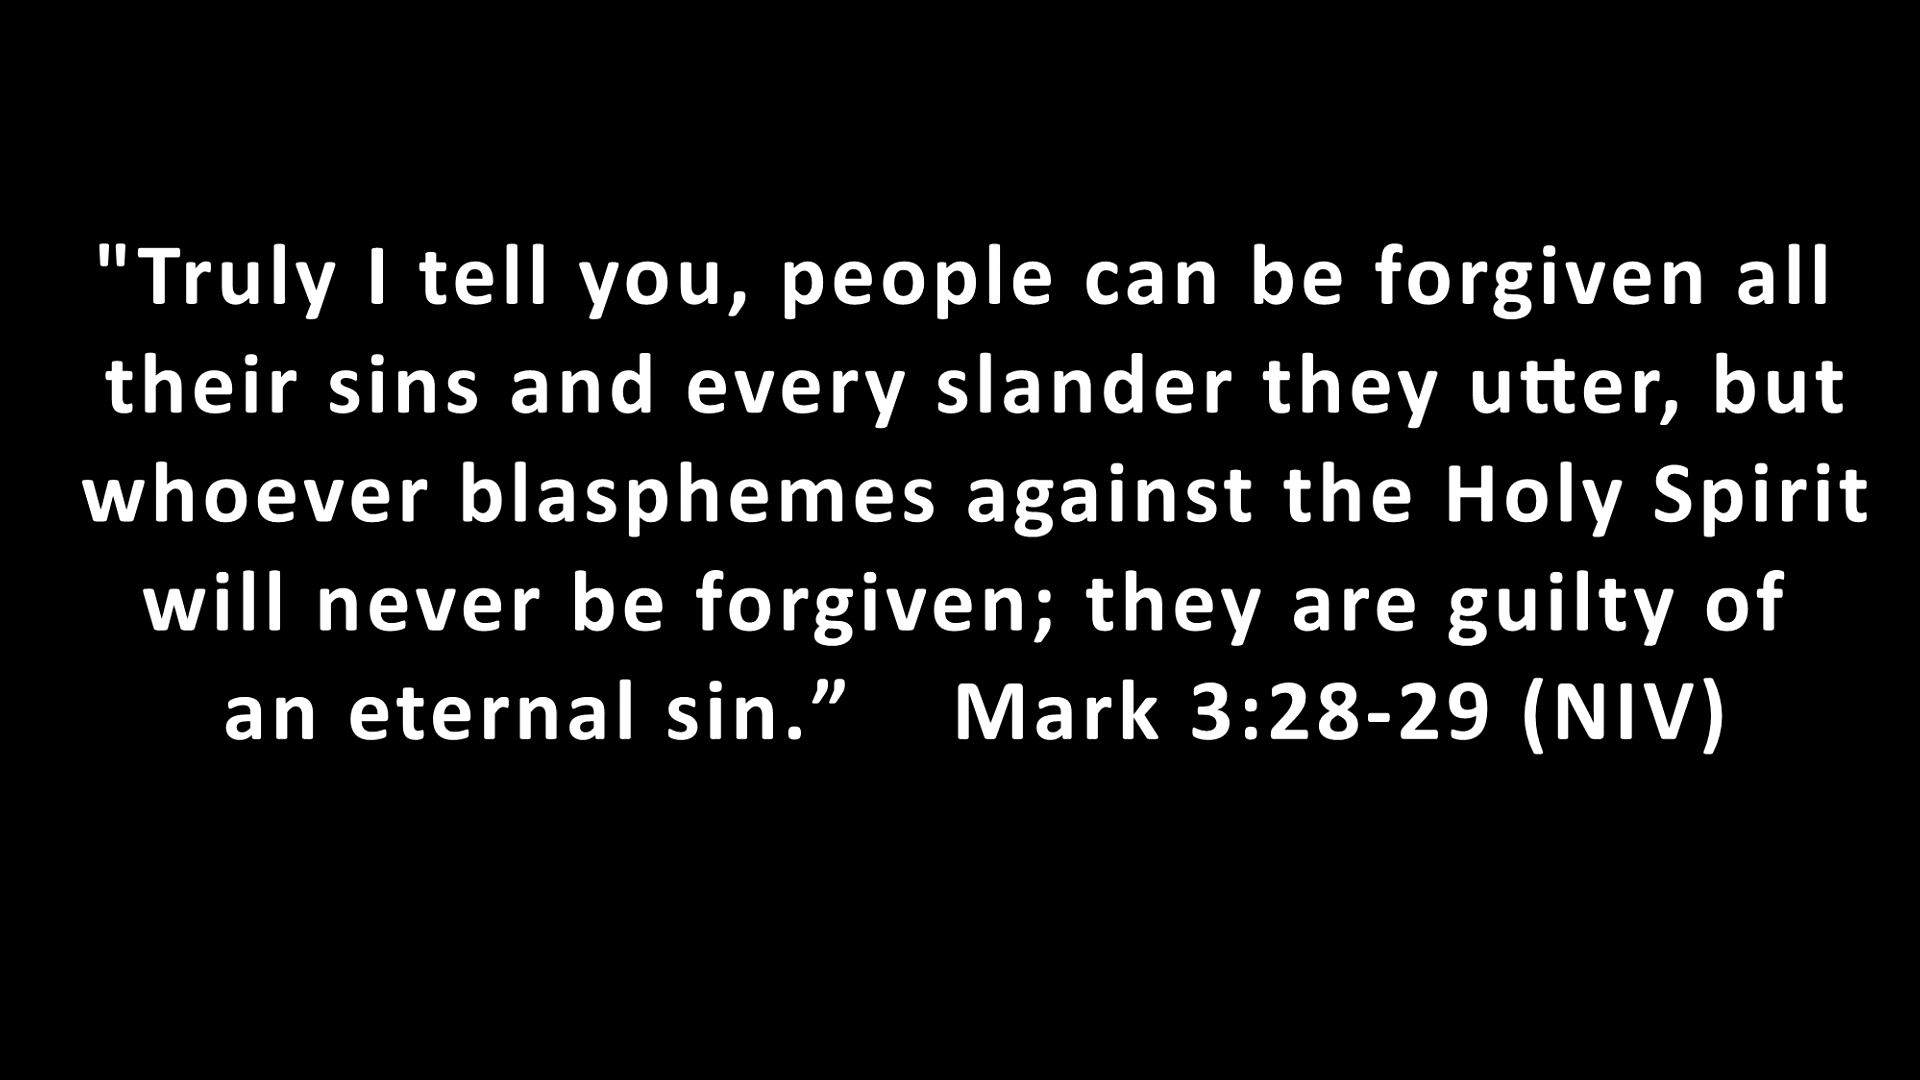 "Truly I tell you, people can be forgiven all
their sins and every slander they utter, but
whoever blasphemes against the Holy Spirit
will never be forgiven; they are guilty of
an eternal sin.” Mark 3:28-29 (NIV)